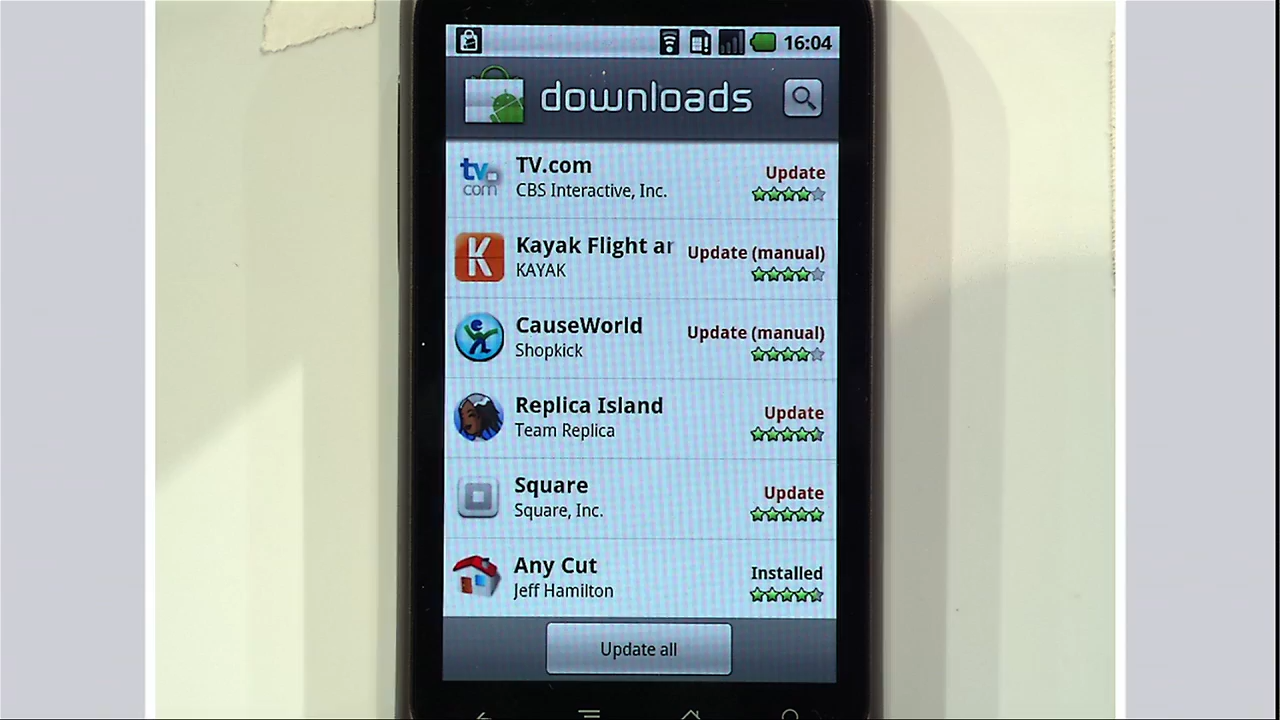 16:04
downloads
TV.com
Update
tv
com
CBS Interactive, Inc.
Kayak Flight ar
Update (manual)
K
KAYAK
CauseWorld
Update (manual)
Shopkick
Replica Island
Update
Team Replica
Square
Update
Square, Inc.
Any Cut
Installed
Jeff Hamilton
Update all